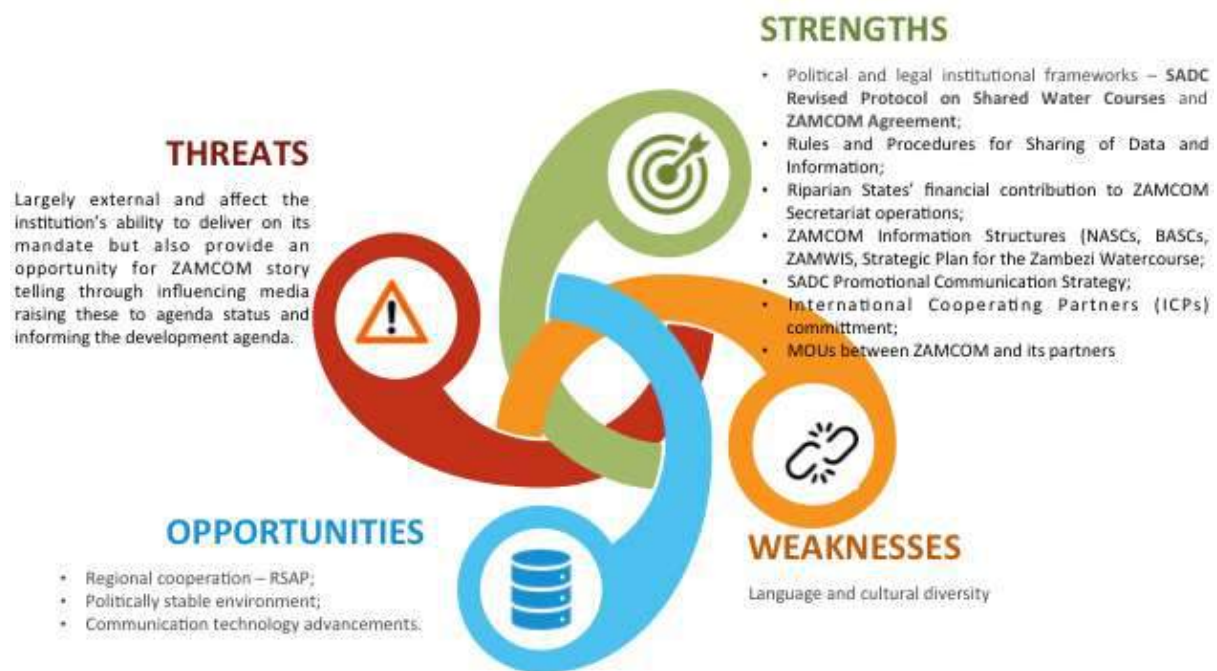 STRENGTHS
• Political and legal institutional frameworks – SADC
Revised Protocol on Shared Water Courses and
ZAMCOM Agreement;
• Rules and Procedures for Sharing of Data and
Information;
• Riparian States' financial contribution to ZAMCOM
Secretariat operations;
• ZAMCOM Information Structures (NASCs, BASCs,
ZAMWIS, Strategic Plan for the Zambezi Watercourse;
• SADC Promotional Communication Strategy;
• International Cooperating Partners (ICPs)
committment;
• MOUs between ZAMCOM and its partners
THREATS
Largely external and affect the
institution's ability to deliver on its
mandate but also provide an
opportunity for ZAMCOM story
telling through influencing media
raising these to agenda status and
informing the development agenda.
OPPORTUNITIES
• Regional cooperation – RSAP;
• Politically stable environment;
• Communication technology advancements.
WEAKNESSES
Language and cultural diversity